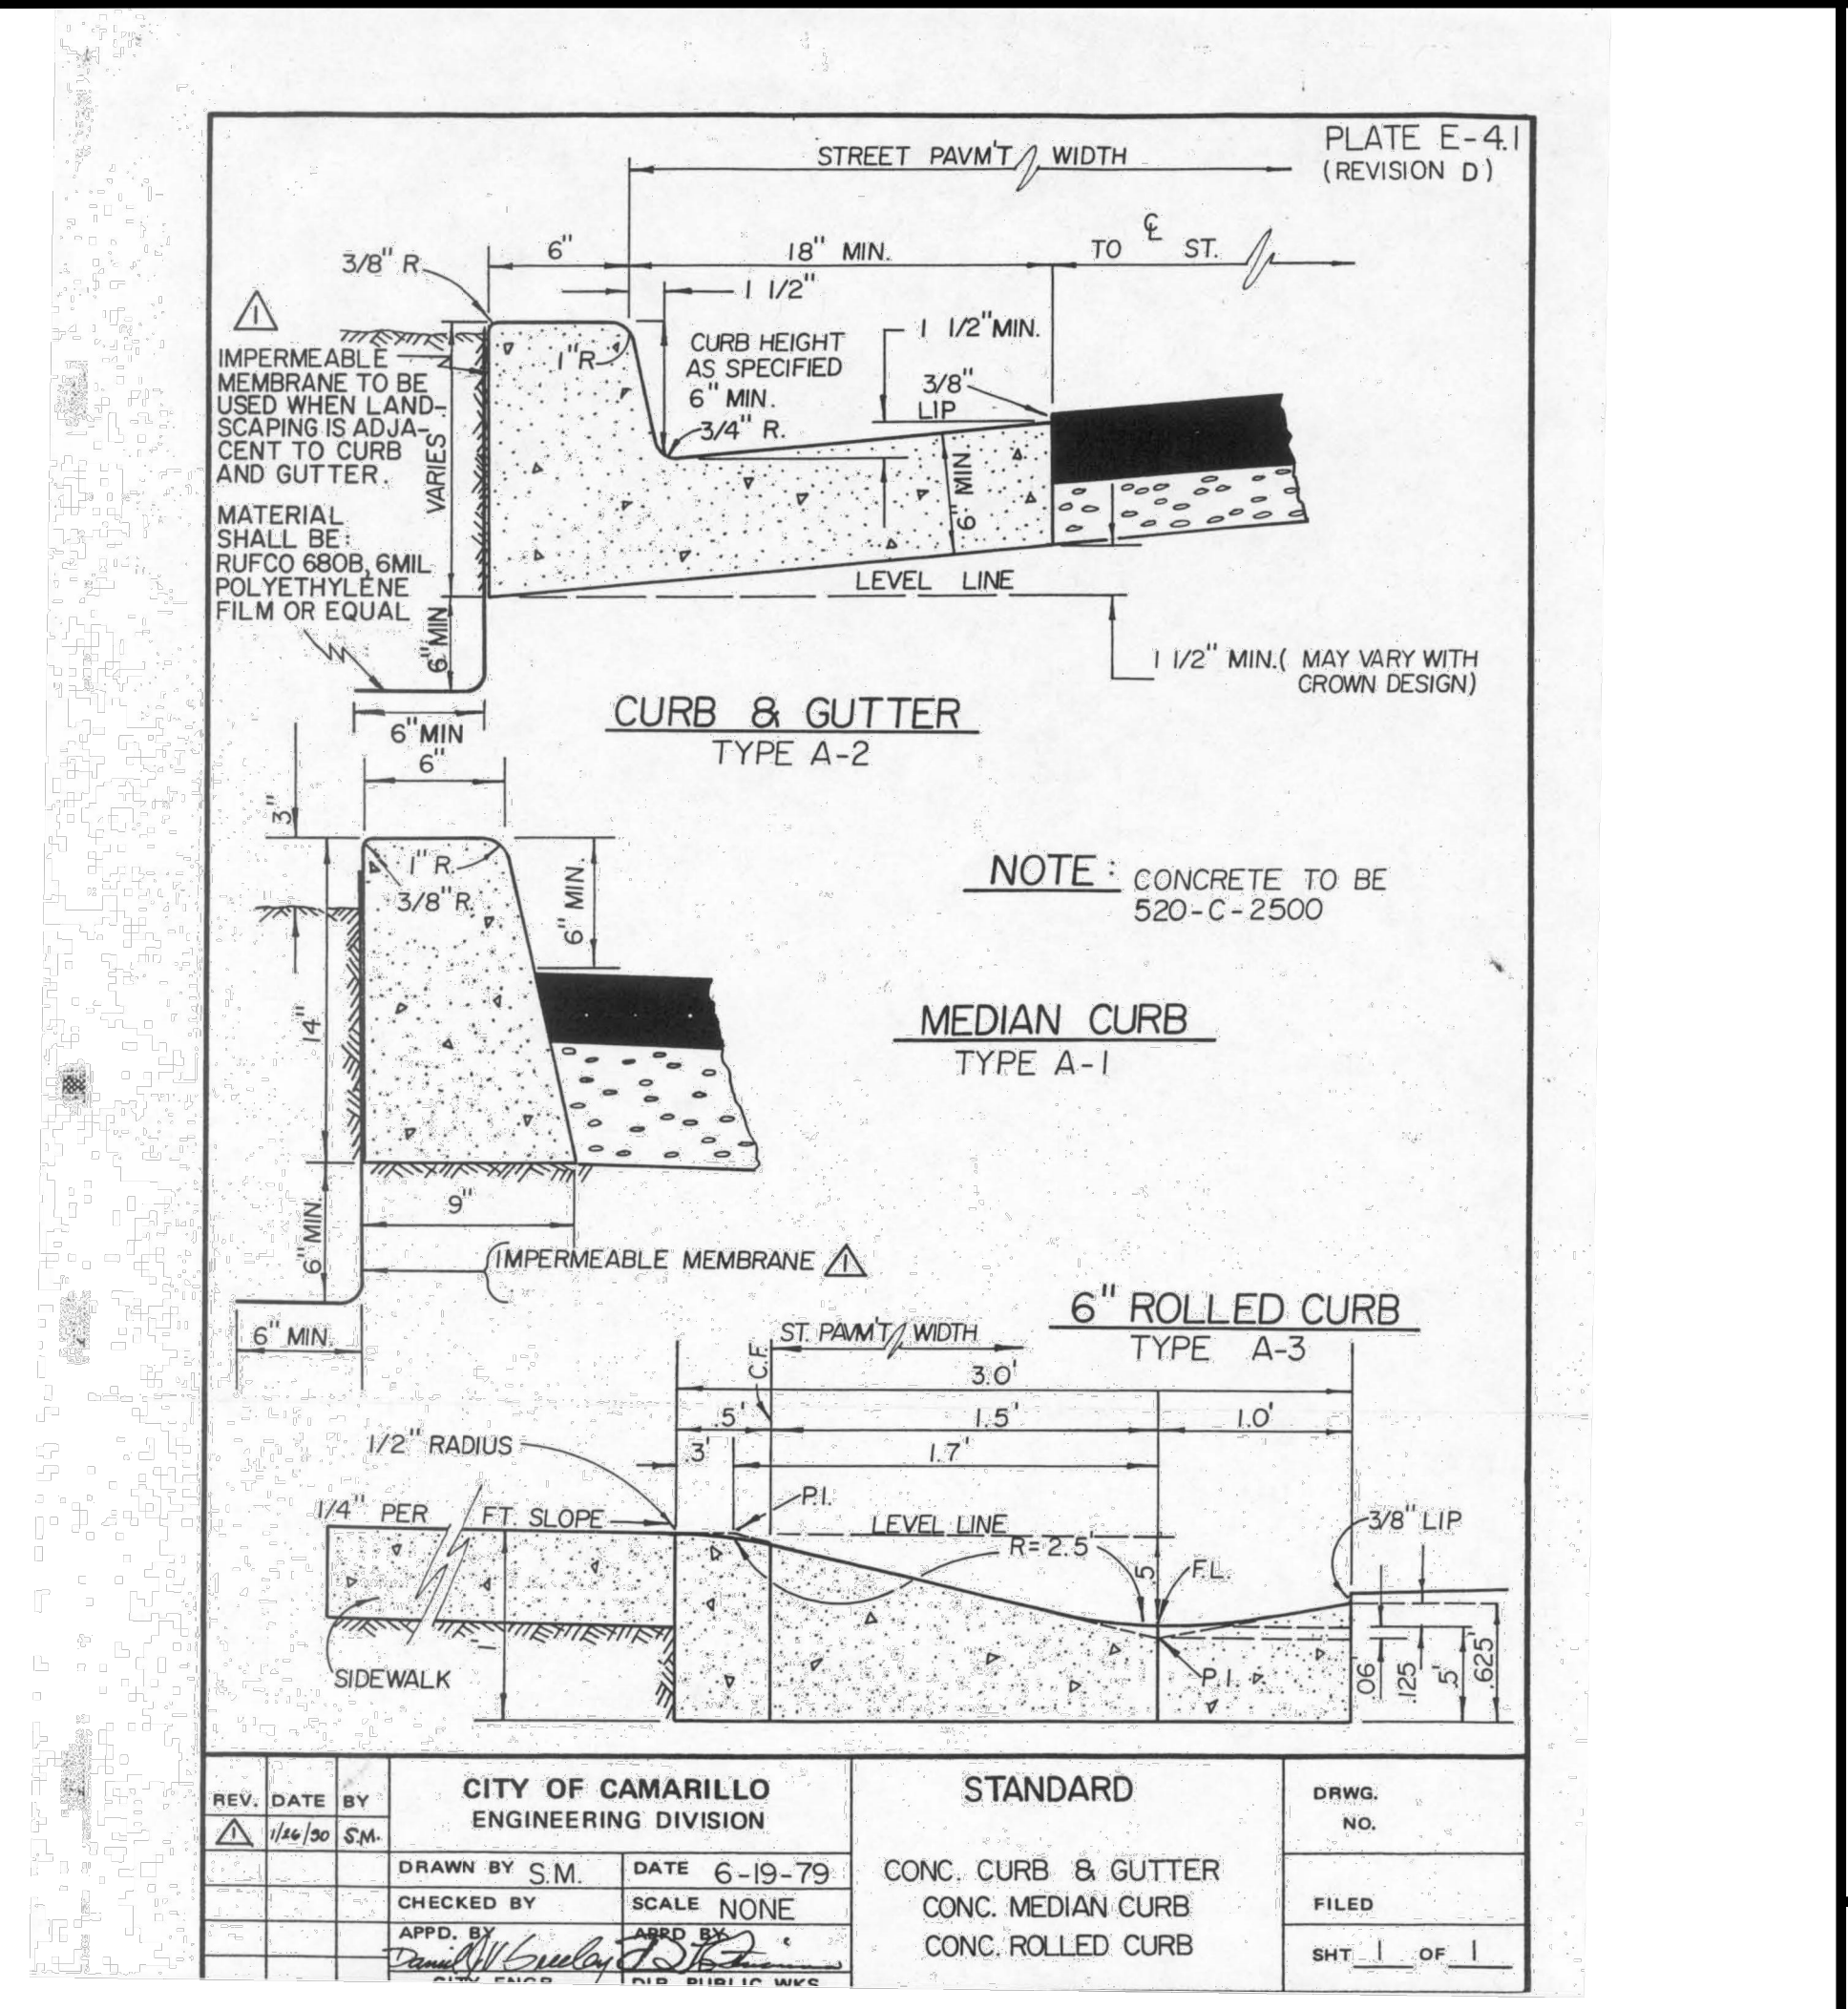 PLATE E-4.1
(REVISION D)
STREET PAVM'T WIDTH
3/8" R.
6"
18" MIN.
TO ℄ ST.
1 1/2"
1
IMPERMEABLE
MEMBRANE TO BE
USED WHEN LAND-
SCAPING IS ADJA-
CENT TO CURB
AND GUTTER.
MATERIAL
SHALL BE:
RUFCO 680B, 6MIL
POLYETHYLENE
FILM OR EQUAL
VARIES
6" MIN
6" MIN
1" R
CURB HEIGHT
AS SPECIFIED
6" MIN.
3/4" R.
1 1/2" MIN.
3/8"
LIP
6" MIN.
LEVEL LINE
1 1/2" MIN. ( MAY VARY WITH
CROWN DESIGN)
CURB & GUTTER
TYPE A-2
6"
3"
1" R.
3/8" R.
6" MIN.
14"
9"
6" MIN.
6" MIN.
IMPERMEABLE MEMBRANE 1
NOTE: CONCRETE TO BE
520-C-2500
MEDIAN CURB
TYPE A-1
6" ROLLED CURB
TYPE A-3
ST. PAVM'T WIDTH
C.F.
3.0'
.5'
1.5'
1.0'
.3'
1.7'
1/2" RADIUS
P.I.
1/4" PER FT. SLOPE
LEVEL LINE
R=2.5'
.5'
F.L.
3/8" LIP
SIDEWALK
1'
P.I.
.06
.125
.5'
.625'
REV. DATE BY
1 1/26/90 S.M.
CITY OF CAMARILLO
ENGINEERING DIVISION
DRAWN BY S.M.
DATE 6-19-79
CHECKED BY
SCALE NONE
APPD. BY
APPD BY
CITY ENGR
DIR. PUBLIC WKS
STANDARD
CONC. CURB & GUTTER
CONC. MEDIAN CURB
CONC. ROLLED CURB
DRWG.
NO.
FILED
SHT 1 OF 1